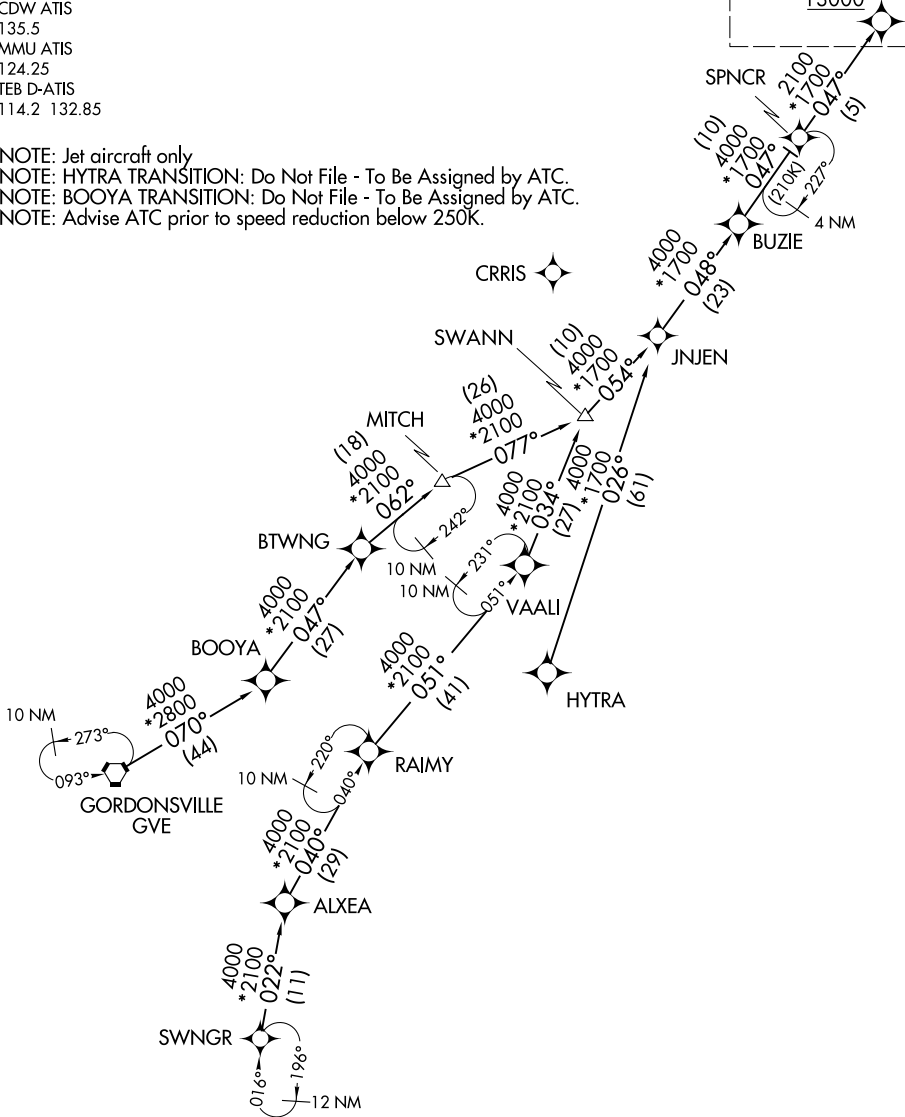 CDW ATIS
135.5
MMU ATIS
124.25
TEB D-ATIS
114.2 132.85
NOTE: Jet aircraft only
NOTE: HYTRA TRANSITION: Do Not File - To Be Assigned by ATC.
NOTE: BOOYA TRANSITION: Do Not File - To Be Assigned by ATC.
NOTE: Advise ATC prior to speed reduction below 250K.
SPNCR
2100
*1700
047°
(5)
(10)
4000
*1700
047°
(210K)
227°
4 NM
BUZIE
4000
*1700
048°
(23)
CRRIS
SWANN
(10)
4000
*1700
054°
JNJEN
MITCH
(26)
4000
*2100
077°
(18)
4000
*2100
062°
242°
10 NM
BTWNG
4000
*2100
034°
(27)
4000
*1700
026°
(61)
231°
10 NM
051°
VAALI
4000
*2100
047°
(27)
BOOYA
4000
*2100
051°
(41)
HYTRA
4000
*2800
070°
(44)
10 NM
273°
093°
GORDONSVILLE
GVE
220°
10 NM
040°
RAIMY
4000
*2100
040°
(29)
ALXEA
4000
*2100
022°
(11)
SWNGR
016°
196°
12 NM